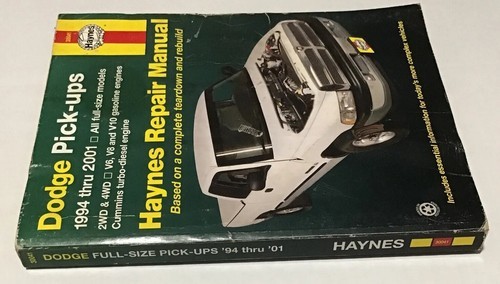 Haynes
Dodge Pick-ups
1994 thru 2001 □ All full-size models
2WD & 4WD □ V6, V8 and V10 gasoline engines
Cummins turbo-diesel engine
Haynes Repair Manual
Based on a complete teardown and rebuild
Includes essential information for today's more complex vehicles
DODGE FULL-SIZE PICK-UPS '94 thru '01
HAYNES